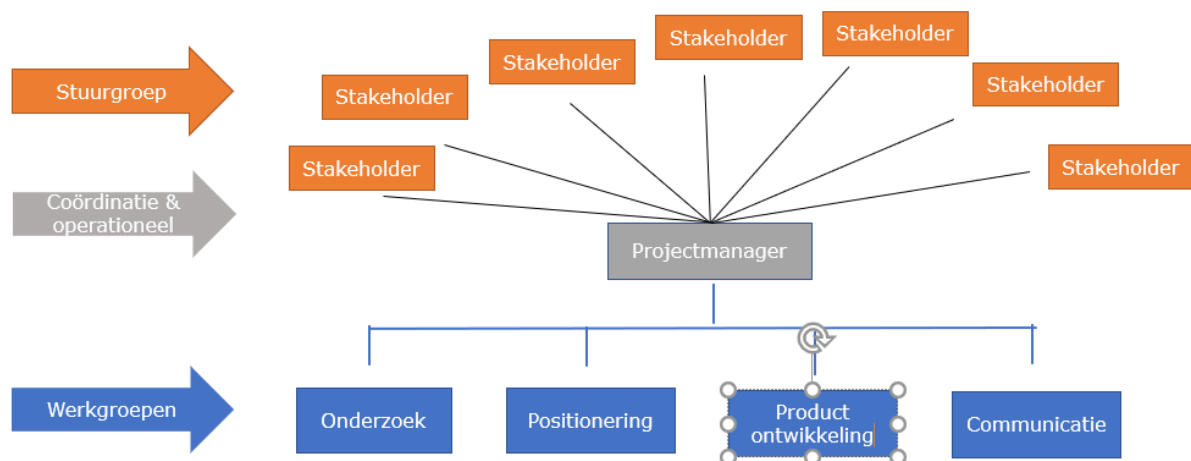 Stakeholder
Stakeholder
Stakeholder
Stakeholder
Stakeholder
Stuurgroep
Stakeholder
Stakeholder
Coördinatie &
operationeel
Projectmanager
Werkgroepen
Onderzoek
Positionering
Product
ontwikkeling
Communicatie